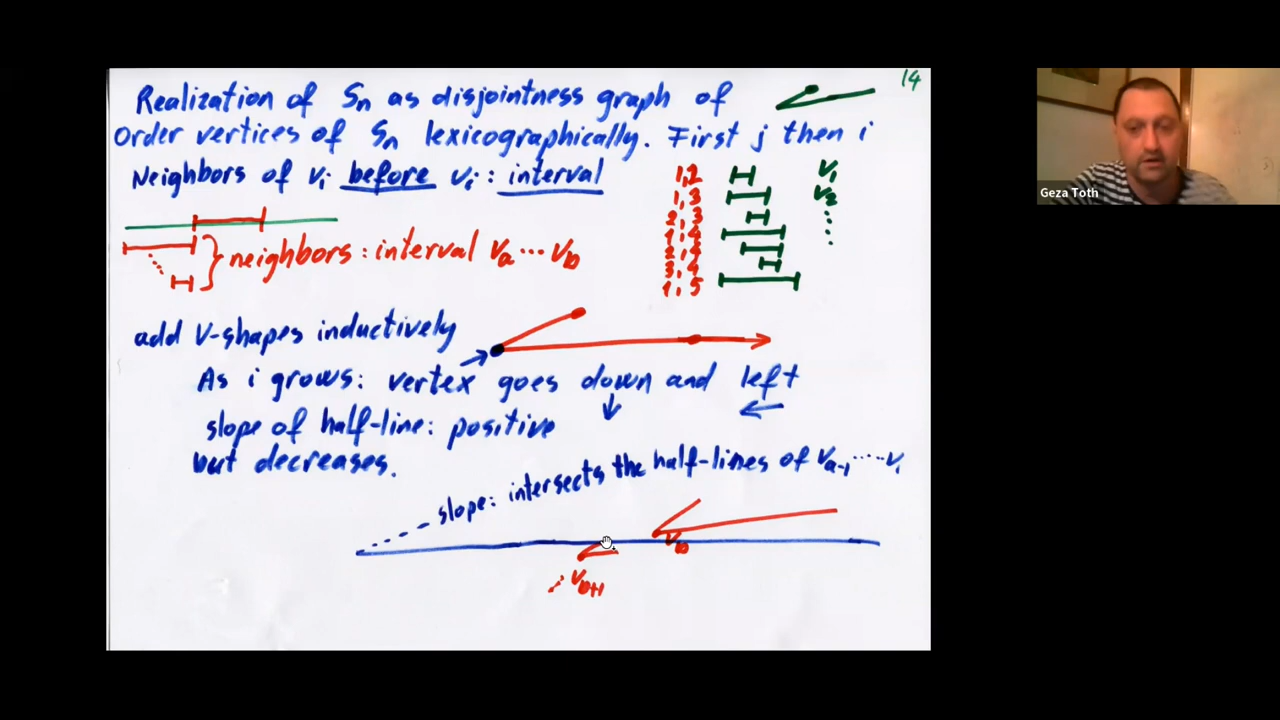 14
Realization of Sn as disjointness graph of
Order vertices of Sn lexicographically. First j then i
Neighbors of vi before vi : interval
1,2
1,3
2,3
1,4
2,4
3,4
1,5
V1
V2
neighbors : interval va ... vb
add V-shapes inductively
As i grows: vertex goes down and left
slope of half-line: positive
but decreases.
slope: intersects the half-lines of va-1 ..... v1
vb
vb+1
Geza Toth